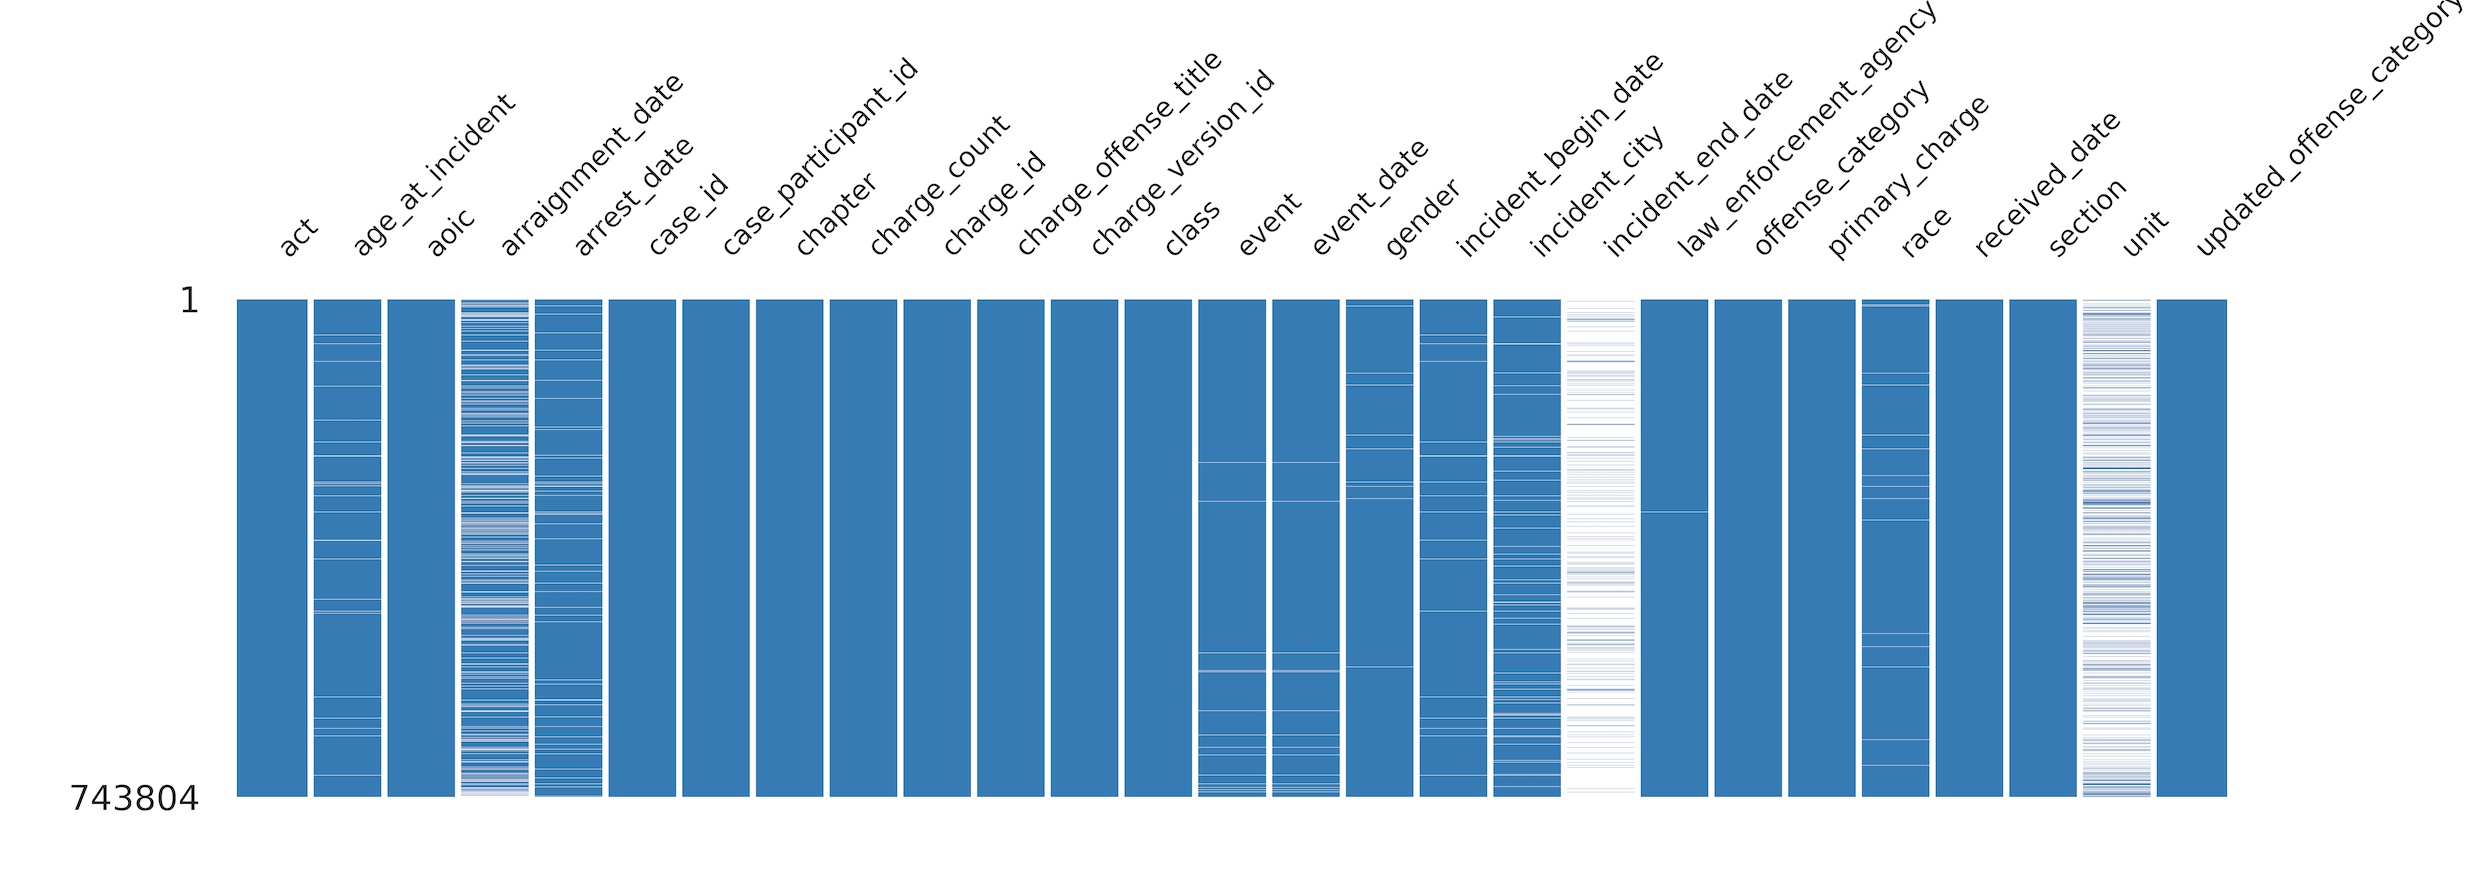 act
age_at_incident
aoic
arraignment_date
arrest_date
case_id
case_participant_id
chapter
charge_count
charge_id
charge_offense_title
charge_version_id
class
event
event_date
gender
incident_begin_date
incident_city
incident_end_date
law_enforcement_agency
offense_category
primary_charge
race
received_date
section
unit
updated_offense_category
1
743804